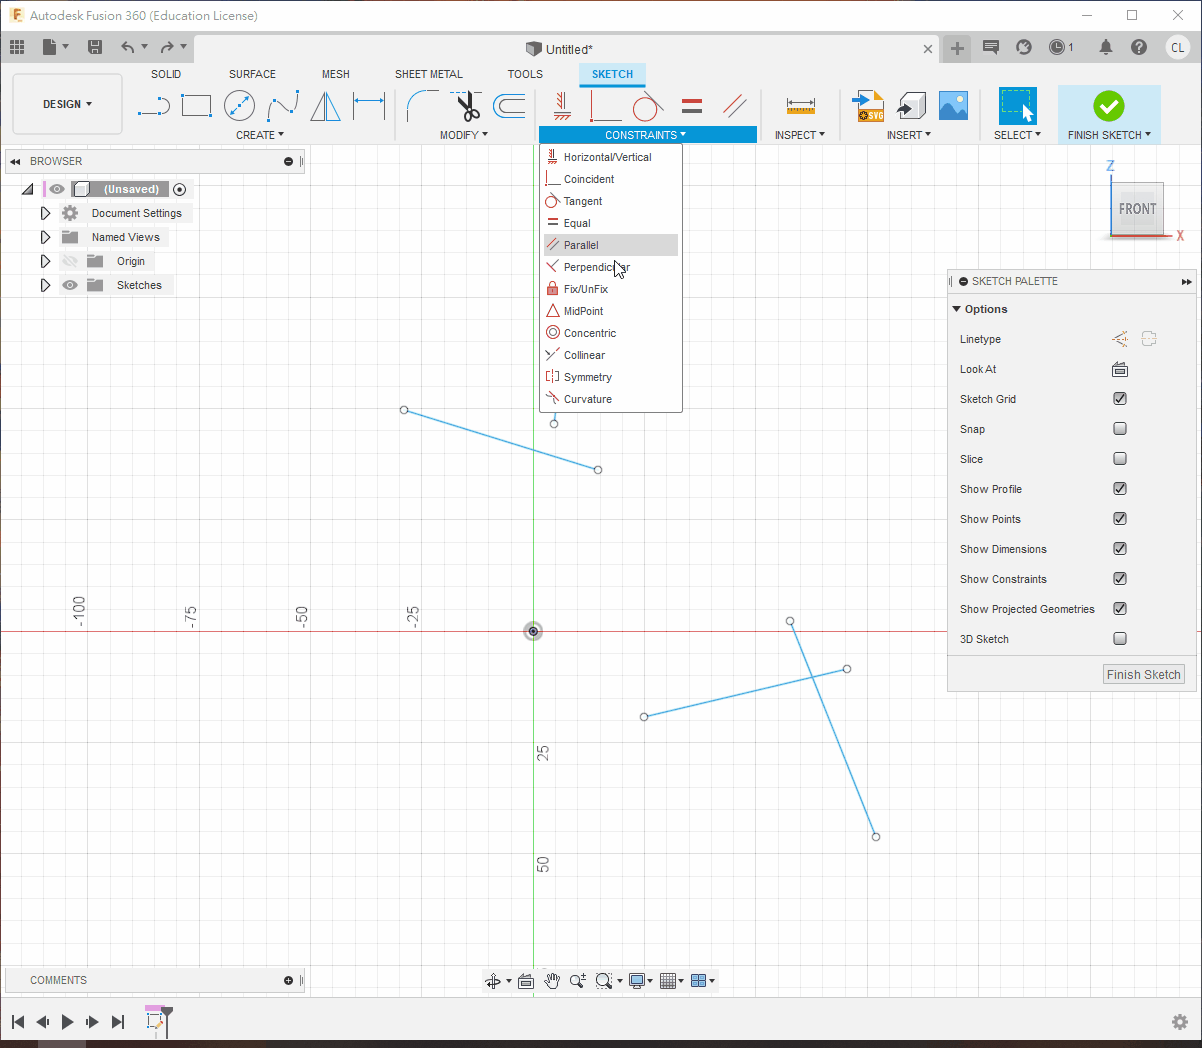 Autodesk Fusion 360 (Education License)
Untitled*
1
CL
SOLID
SURFACE
MESH
SHEET METAL
TOOLS
SKETCH
DESIGN
CREATE
MODIFY
CONSTRAINTS
INSPECT
SVG
INSERT
SELECT
FINISH SKETCH
BROWSER
(Unsaved)
Document Settings
Named Views
Origin
Sketches
Horizontal/Vertical
Coincident
Tangent
Equal
Parallel
Perpendicular
Fix/UnFix
MidPoint
Concentric
Collinear
Symmetry
Curvature
Z
FRONT
X
SKETCH PALETTE
Options
Linetype
Look At
Sketch Grid
Snap
Slice
Show Profile
Show Points
Show Dimensions
Show Constraints
Show Projected Geometries
3D Sketch
Finish Sketch
-100
-75
-50
-25
25
50
COMMENTS